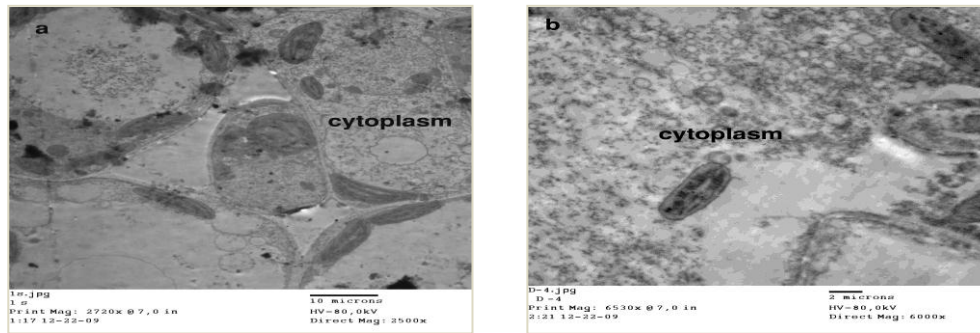 a
cytoplasm
1s.jpg
1 s
Print Mag: 2720x @ 7,0 in
1:17 12-22-09
10 microns
HV-80,0kV
Direct Mag: 2500x
b
cytoplasm
D-4.jpg
D-4
Print Mag: 6530x @ 7,0 in
2:21 12-22-09
2 microns
HV-80,0kV
Direct Mag: 6000x